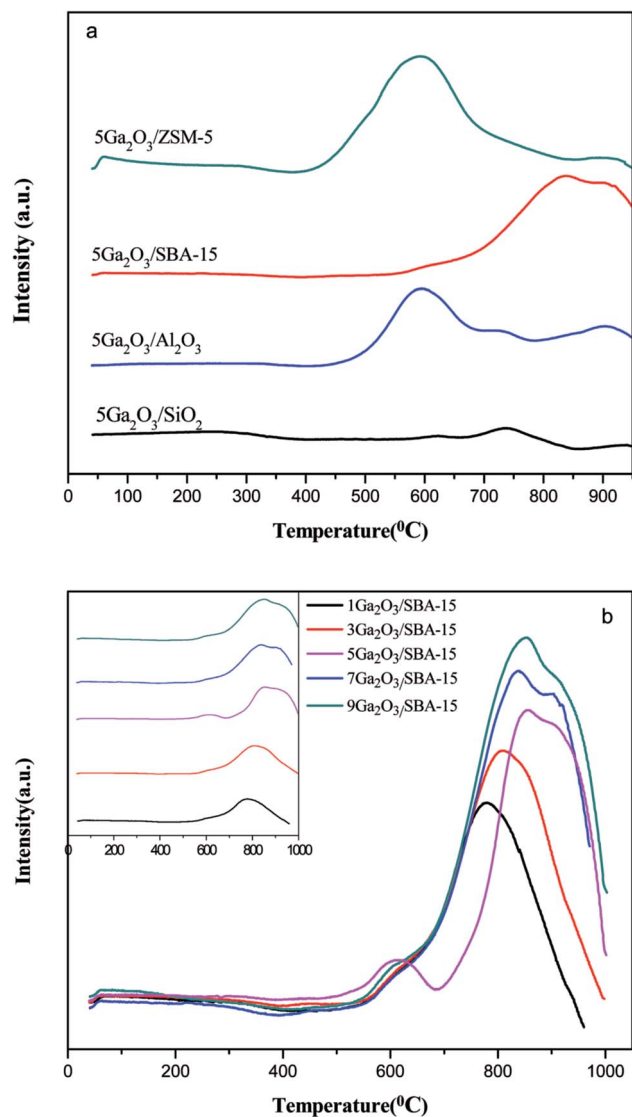 a
5Ga₂O₃/ZSM-5
5Ga₂O₃/SBA-15
5Ga₂O₃/Al₂O₃
5Ga₂O₃/SiO₂
Intensity (a.u.)
0 100 200 300 400 500 600 700 800 900
Temperature(⁰C)
b
1Ga₂O₃/SBA-15
3Ga₂O₃/SBA-15
5Ga₂O₃/SBA-15
7Ga₂O₃/SBA-15
9Ga₂O₃/SBA-15
0 200 400 600 800 1000
Intensity(a.u.)
0 200 400 600 800 1000
Temperature(⁰C)